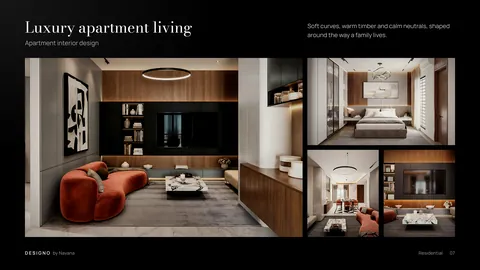 Luxury apartment living
Apartment interior design
Soft curves, warm timber and calm neutrals, shaped
around the way a family lives.
DESIGNO by Navana
Residential 07